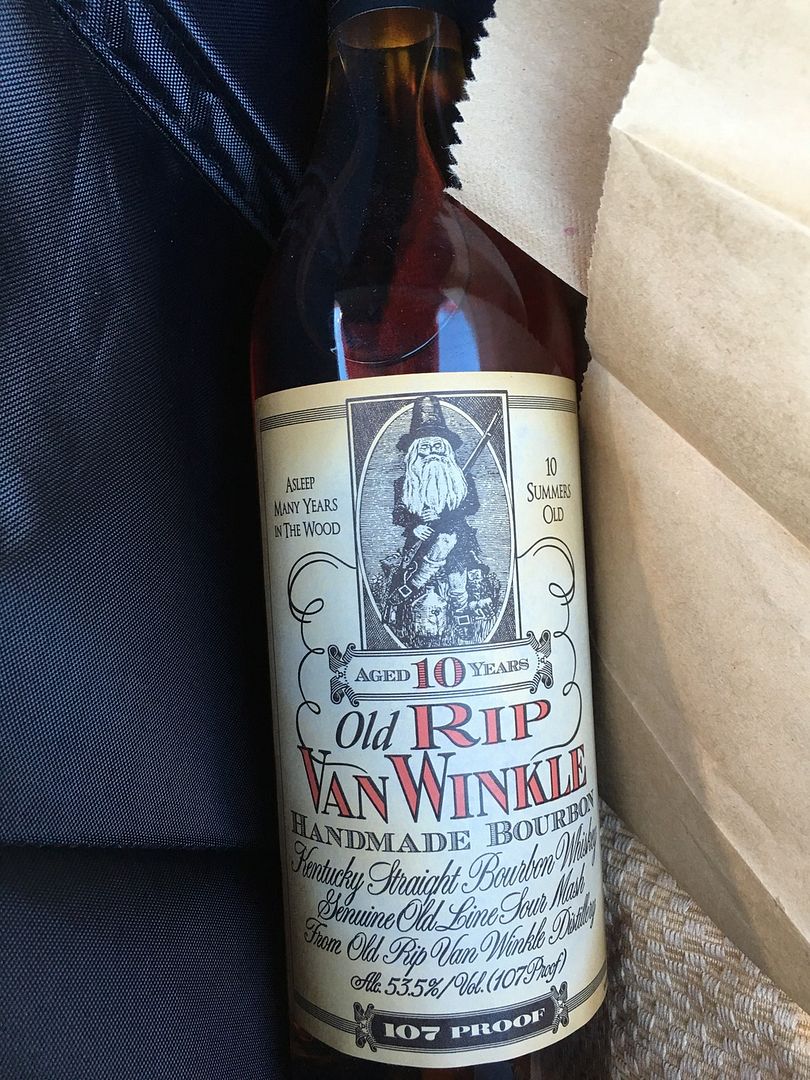 ASLEEP
MANY YEARS
IN THE WOOD
10
SUMMERS
OLD
AGED 10 YEARS
Old RIP
VAN WINKLE
HANDMADE BOURBON
Kentucky Straight Bourbon Whiskey
Genuine Old Line Sour Mash
From Old Rip Van Winkle Distillery
Alc. 53.5%/Vol. (107 Proof)
107 PROOF